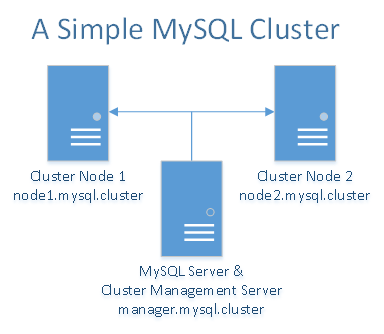 A Simple MySQL Cluster
Cluster Node 1
node1.mysql.cluster
Cluster Node 2
node2.mysql.cluster
MySQL Server &
Cluster Management Server
manager.mysql.cluster